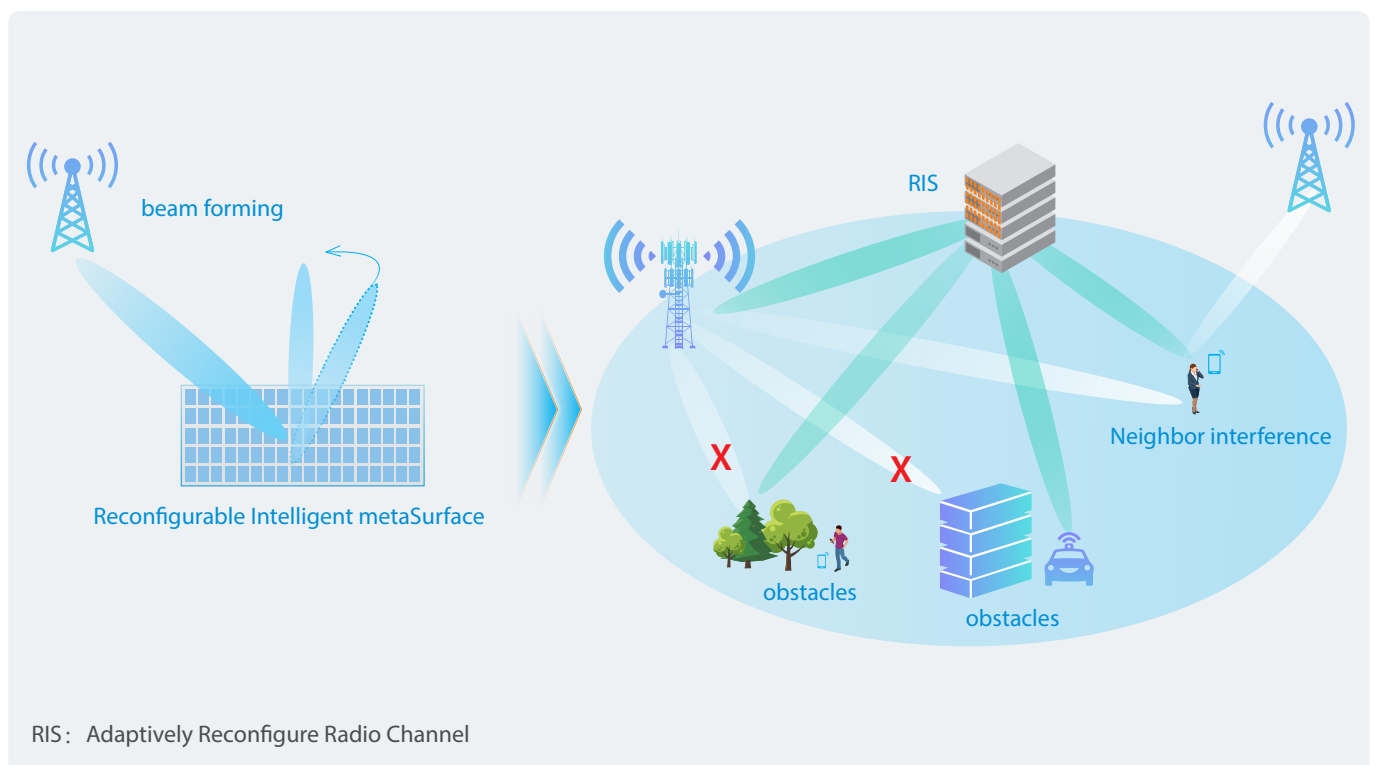 beam forming
Reconfigurable Intelligent metaSurface
RIS
X
X
Neighbor interference
obstacles
obstacles
RIS： Adaptively Reconfigure Radio Channel